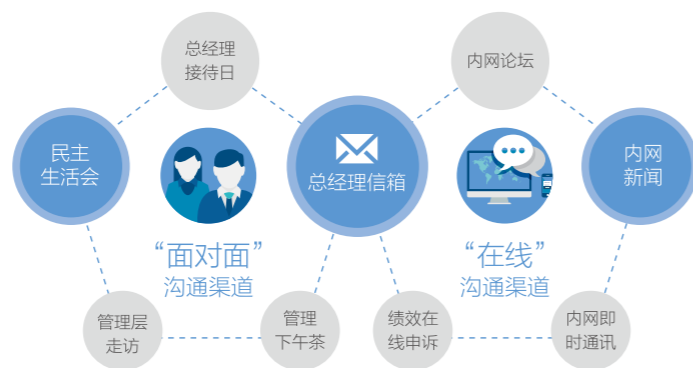 总经理
接待日
内网论坛
民主
生活会
总经理信箱
内网
新闻
“面对面”
沟通渠道
“在线”
沟通渠道
管理层
走访
管理
下午茶
绩效在
线申诉
内网即
时通讯